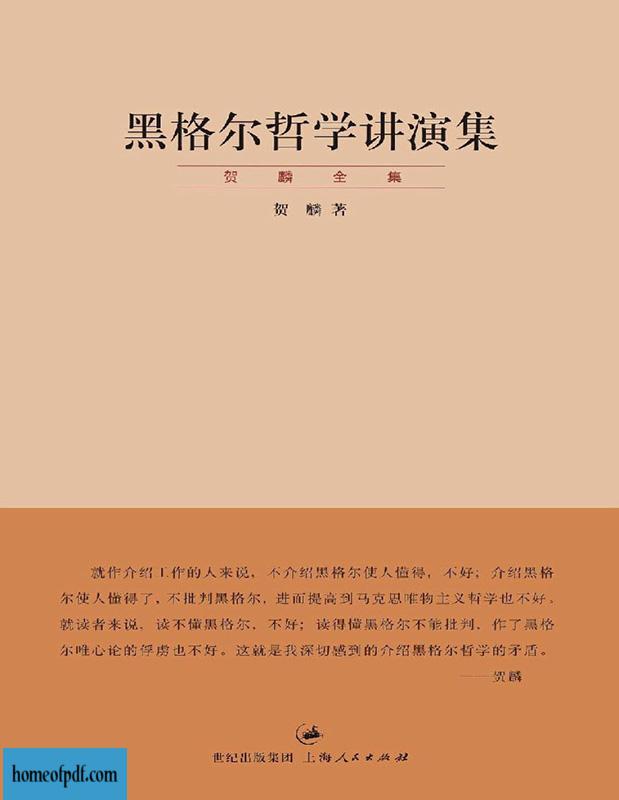 黑格尔哲学讲演集
贺麟全集
贺 麟 著
就作介绍工作的人来说，不介绍黑格尔使人懂得，不好；介绍黑格
尔使人懂得了，不批判黑格尔，进而提高到马克思唯物主义哲学也不好。
就读者来说，读不懂黑格尔，不好；读得懂黑格尔不能批判，作了黑格
尔唯心论的俘虏也不好。这就是我深切感到的介绍黑格尔哲学的矛盾。
——贺麟
世纪出版集团 上海人民出版社
homeofpdf.com